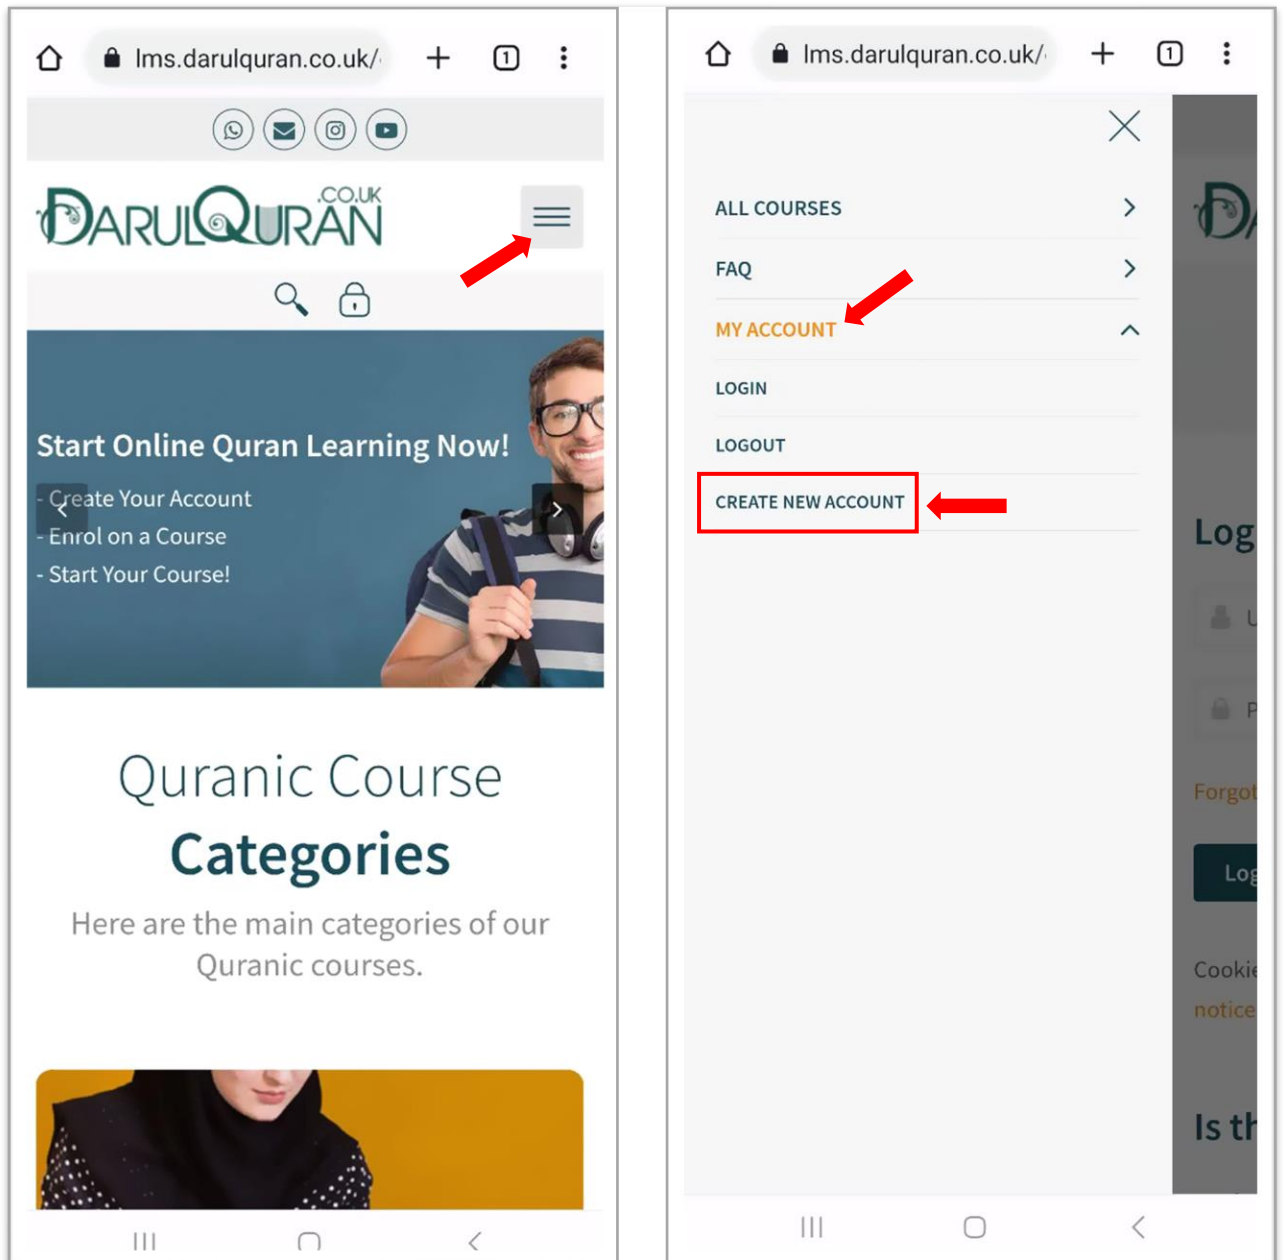 lms.darulquran.co.uk/
1
DARULQURAN
.CO.UK
Start Online Quran Learning Now!
- Create Your Account
- Enrol on a Course
- Start Your Course!
Quranic Course
Categories
Here are the main categories of our
Quranic courses.
lms.darulquran.co.uk/
1
ALL COURSES
FAQ
MY ACCOUNT
LOGIN
LOGOUT
CREATE NEW ACCOUNT
Log
U
P
Forgot
Log
Cookie
notice